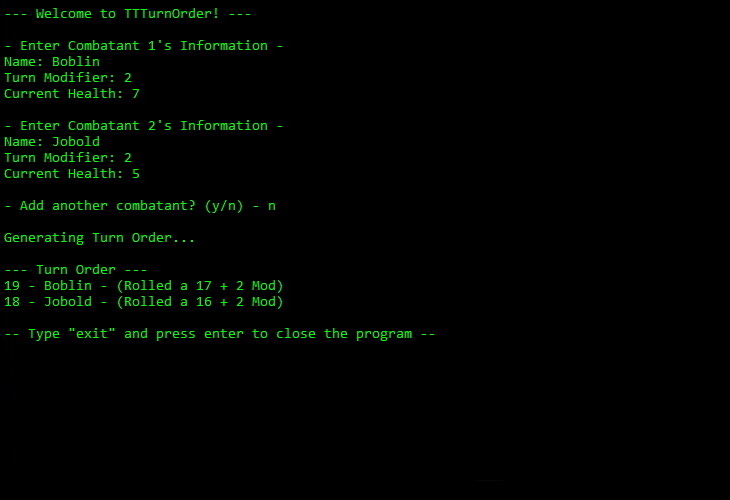 --- Welcome to TTTurnOrder! ---
- Enter Combatant 1's Information -
Name: Boblin
Turn Modifier: 2
Current Health: 7
- Enter Combatant 2's Information -
Name: Jobold
Turn Modifier: 2
Current Health: 5
- Add another combatant? (y/n) - n
Generating Turn Order...
--- Turn Order ---
19 - Boblin - (Rolled a 17 + 2 Mod)
18 - Jobold - (Rolled a 16 + 2 Mod)
-- Type "exit" and press enter to close the program --